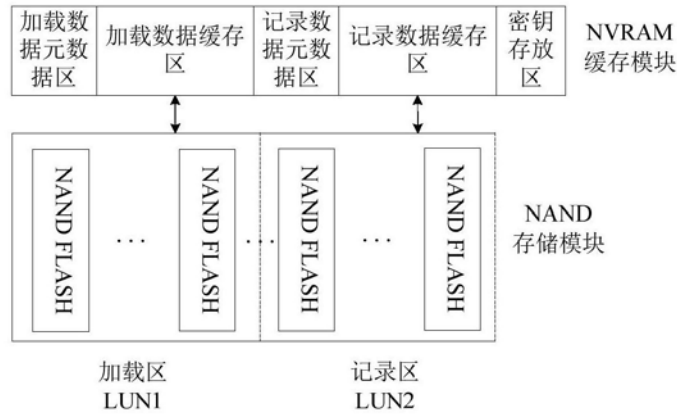 加载数
据元数
据区
加载数据缓存
区
记录数
据元数
据区
记录数据缓存
区
密钥
存放
区
NVRAM
缓存模块
NAND FLASH
...
NAND FLASH
...
NAND FLASH
...
NAND FLASH
NAND
存储模块
加载区
LUN1
记录区
LUN2